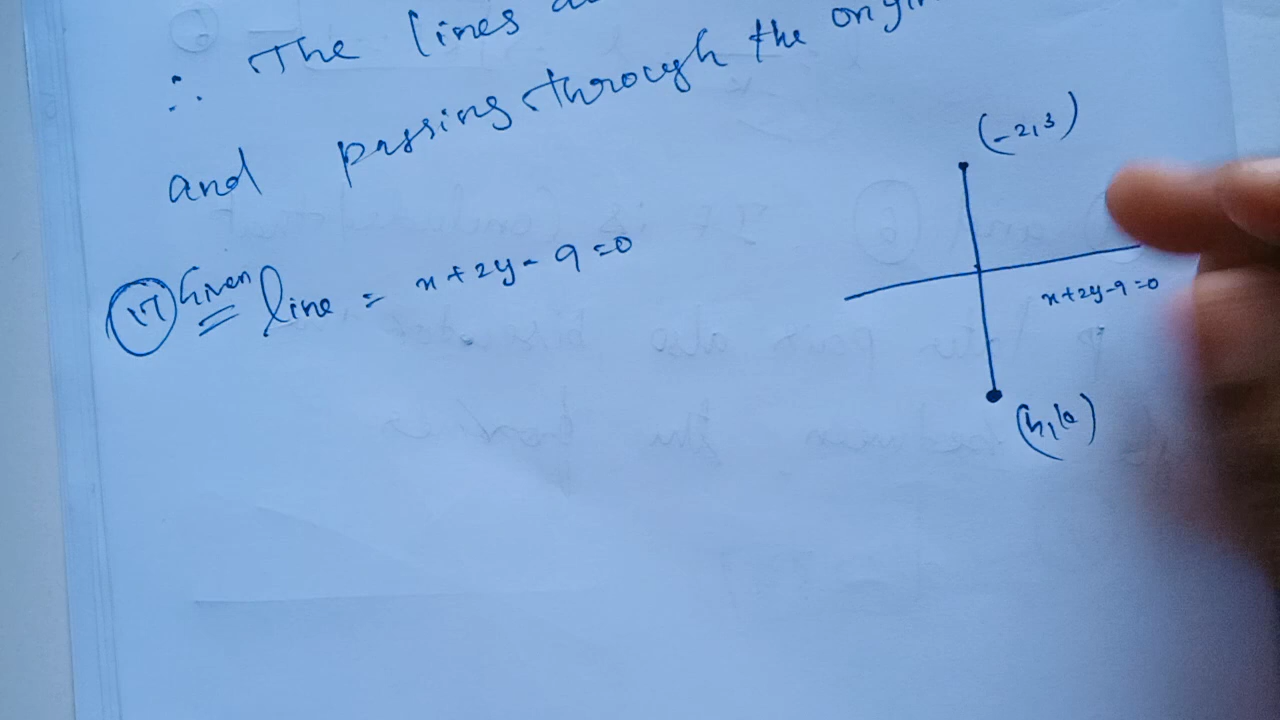 ∴ The lines
and passing through the
(-2,3)
17 Given line = x+2y-9=0
x+2y-9=0
(h,k)